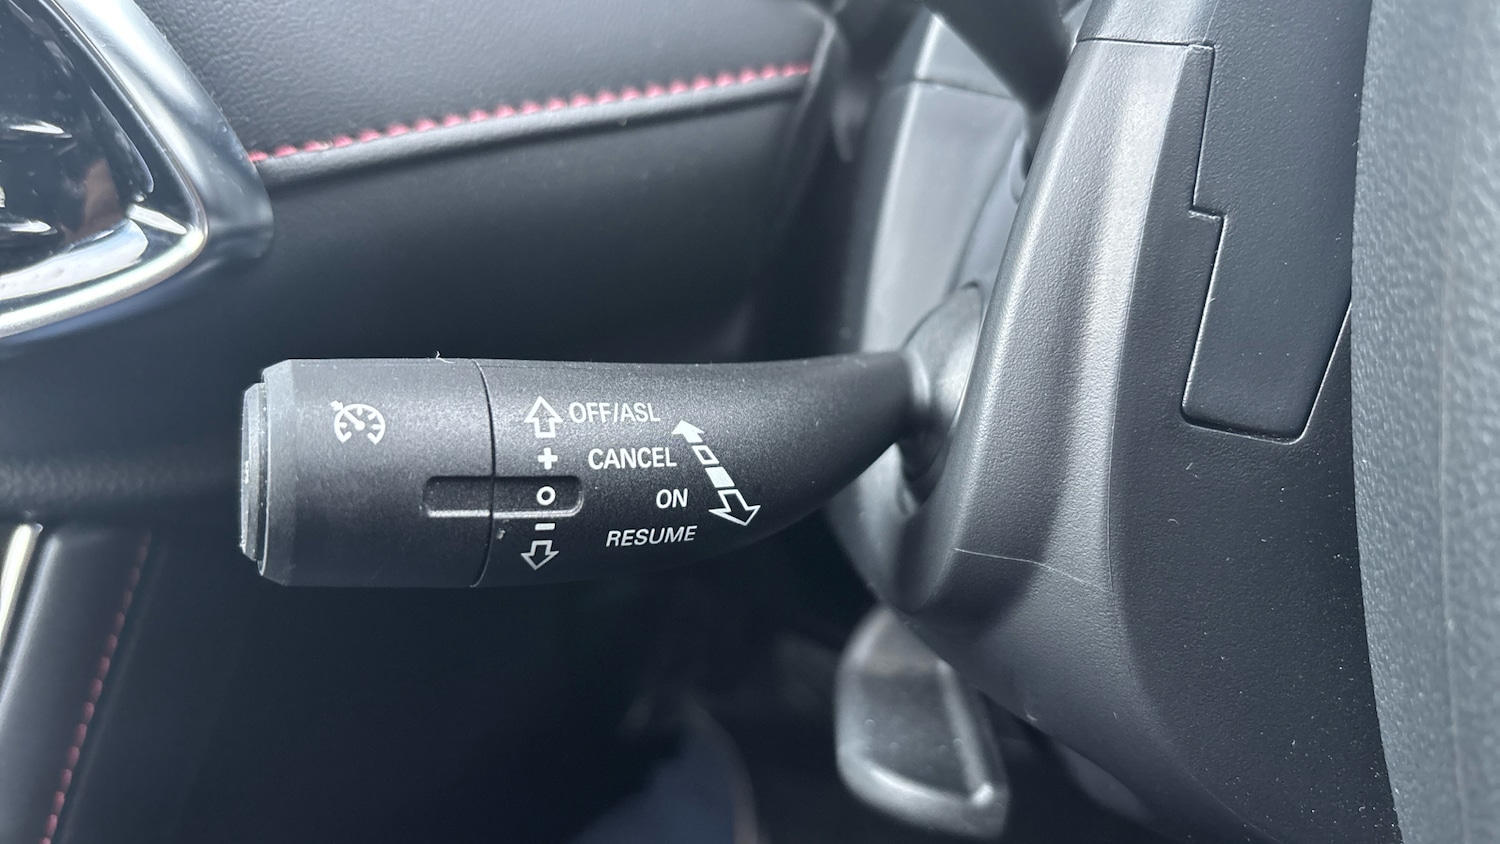 OFF/ASL
+ CANCEL
O ON
- RESUME